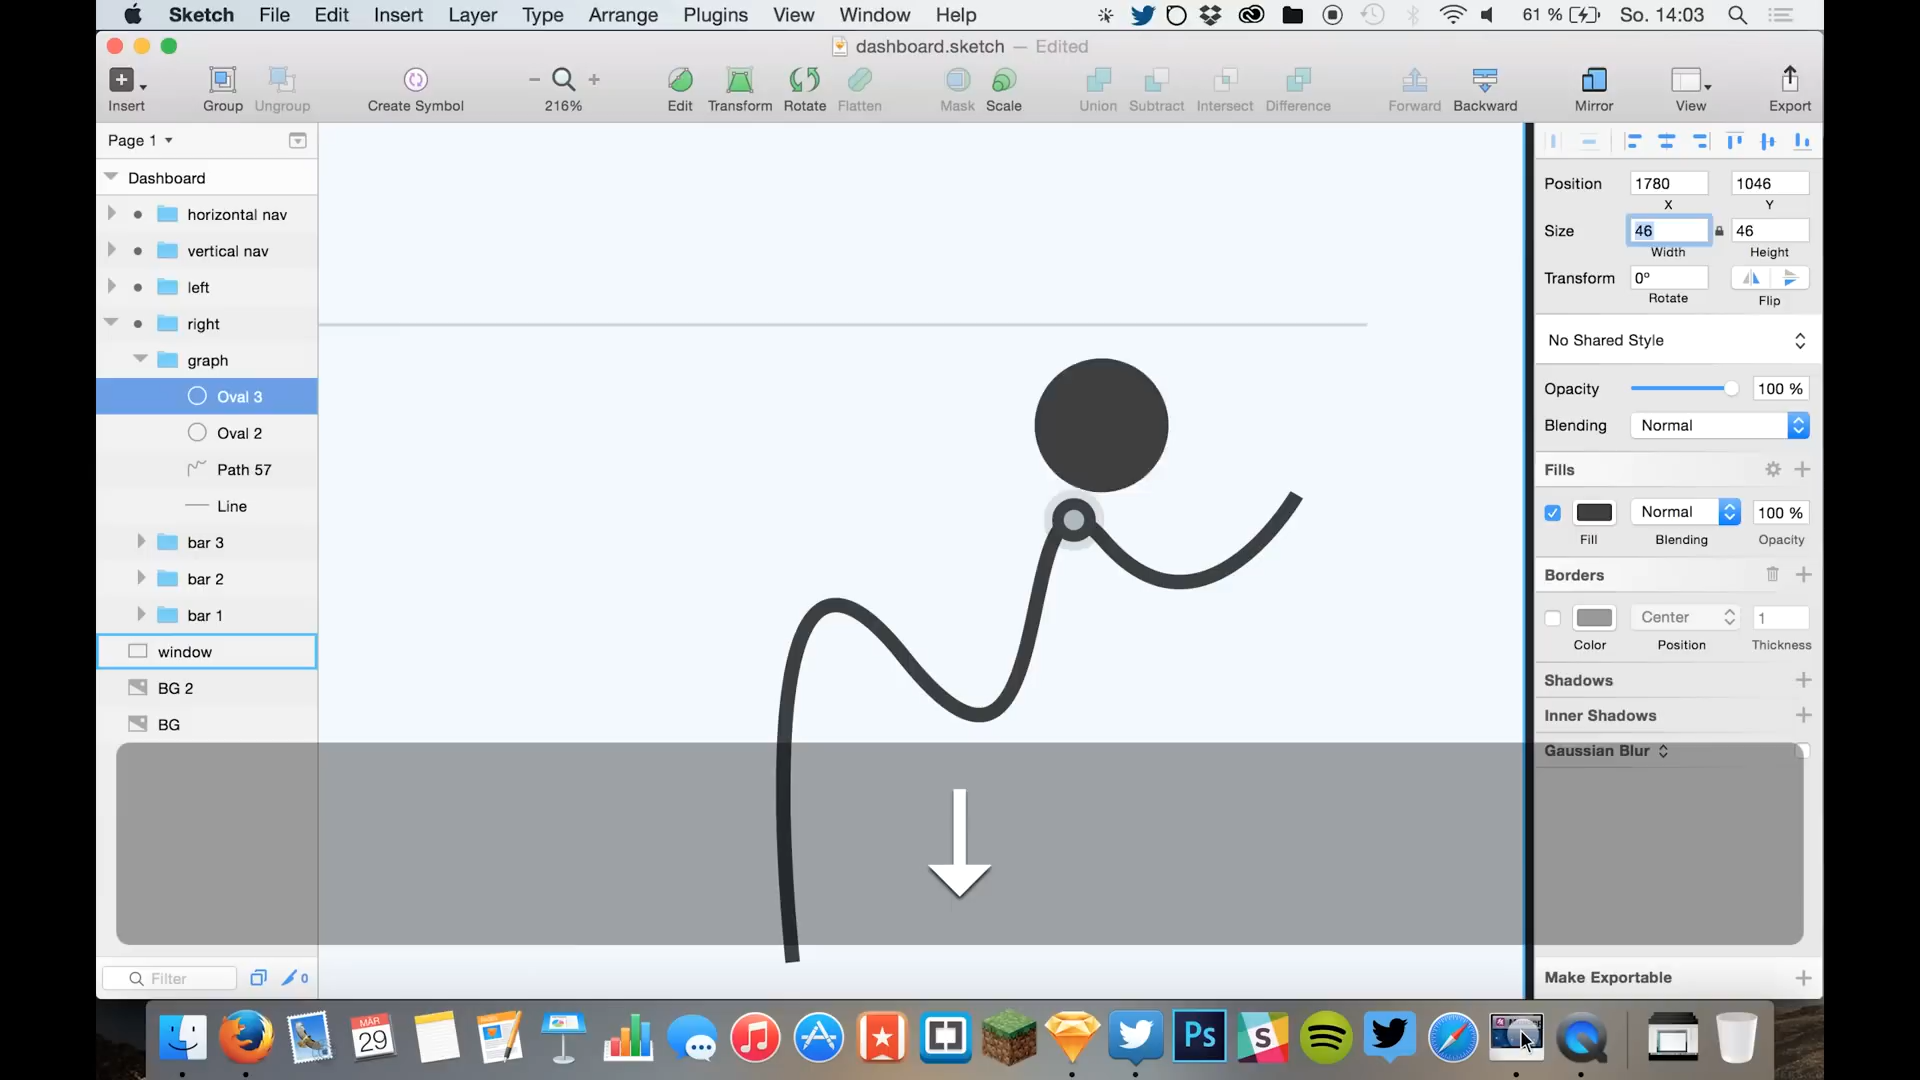 Sketch File Edit Insert Layer Type Arrange Plugins View Window Help 61 % So. 14:03
dashboard.sketch — Edited
Insert Group Ungroup Create Symbol 216% Edit Transform Rotate Flatten Mask Scale Union Subtract Intersect Difference Forward Backward Mirror View Export
Page 1
Dashboard
horizontal nav
vertical nav
left
right
graph
Oval 3
Oval 2
Path 57
Line
bar 3
bar 2
bar 1
window
BG 2
BG
Filter 0
Position 1780 1046
X Y
Size 46 46
Width Height
Transform 0°
Rotate Flip
No Shared Style
Opacity 100 %
Blending Normal
Fills
Normal 100 %
Fill Blending Opacity
Borders
Center 1
Color Position Thickness
Shadows
Inner Shadows
Gaussian Blur
Make Exportable
MÄR
29
Ps
S